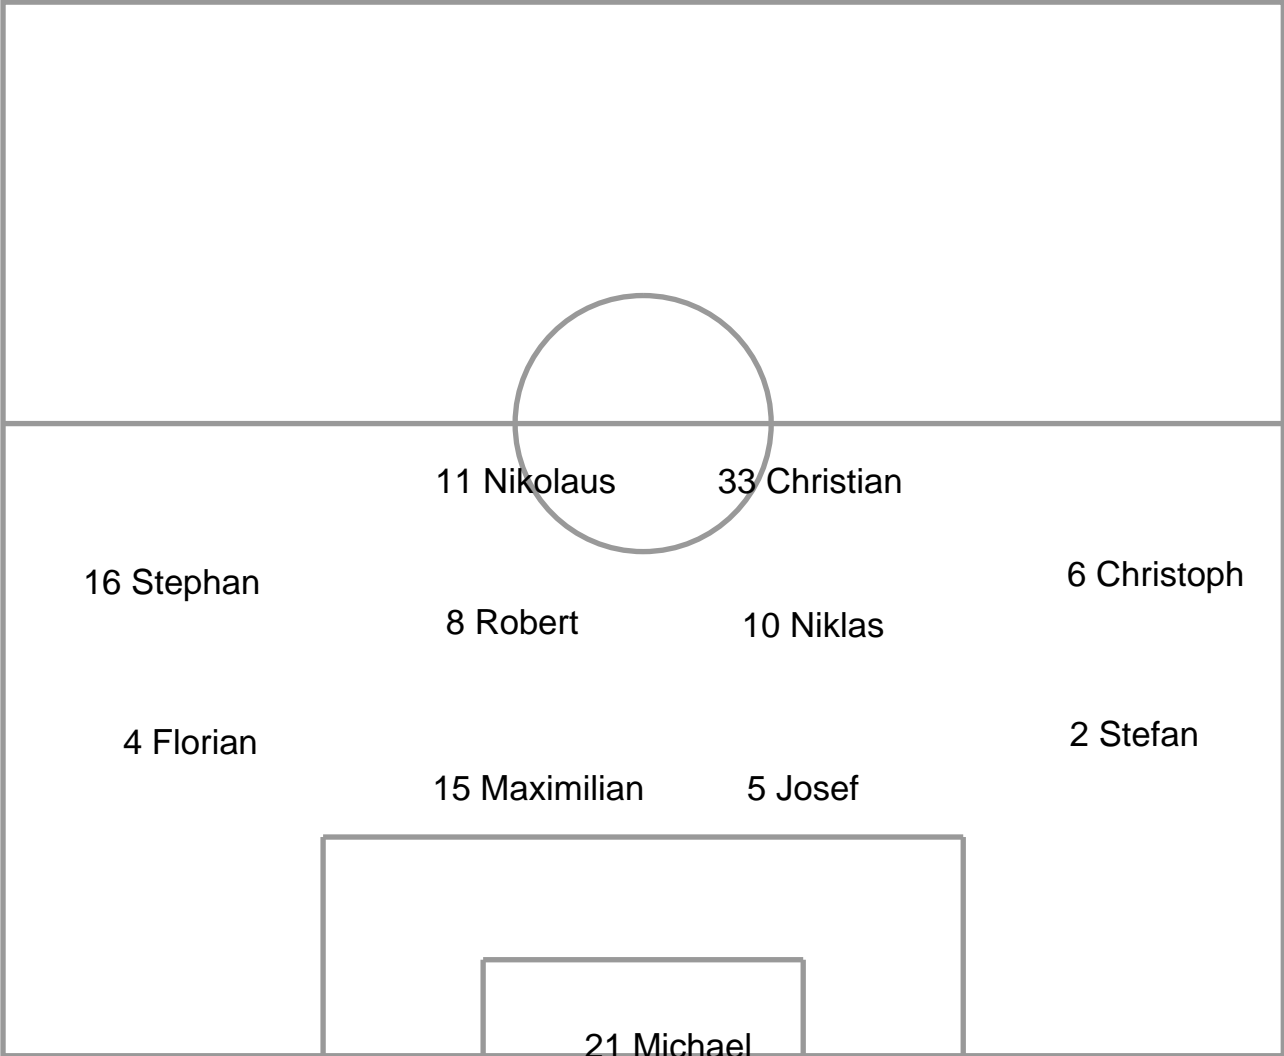 11 Nikolaus
33 Christian
16 Stephan
6 Christoph
8 Robert
10 Niklas
4 Florian
2 Stefan
15 Maximilian
5 Josef
21 Michael